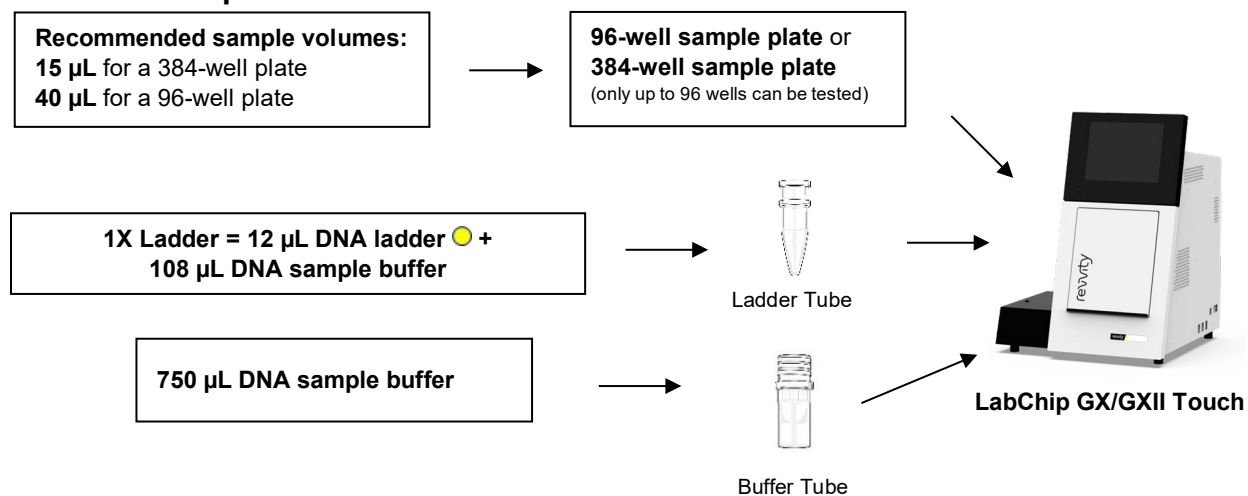 Recommended sample volumes:
15 µL for a 384-well plate
40 µL for a 96-well plate
96-well sample plate or
384-well sample plate
(only up to 96 wells can be tested)
1X Ladder = 12 µL DNA ladder +
108 µL DNA sample buffer
Ladder Tube
750 µL DNA sample buffer
Buffer Tube
revvity
LabChip GX/GXII Touch